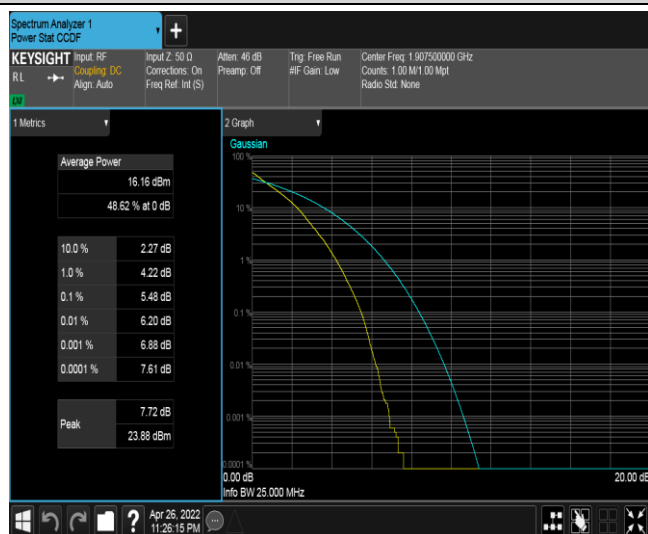 Spectrum Analyzer 1
Power Stat CCDF
+
KEYSIGHT Input: RF Input Z: 50 Ω Atten: 46 dB Trig: Free Run Center Freq: 1.907500000 GHz
RL Coupling: DC Corrections: On Preamp: Off #IF Gain: Low Counts: 1.00 M/1.00 Mpt
Align: Auto Freq Ref: Int (S) Radio Std: None
LXI
1 Metrics 2 Graph
Gaussian
Average Power
16.16 dBm
48.62 % at 0 dB
10.0 % 2.27 dB
1.0 % 4.22 dB
0.1 % 5.48 dB
0.01 % 6.20 dB
0.001 % 6.88 dB
0.0001 % 7.61 dB
Peak 7.72 dB
23.88 dBm
100 %
10 %
1 %
0.1 %
0.01 %
0.001 %
0.0001 %
0.00 dB 20.00 dB
Info BW 25.000 MHz
? Apr 26, 2022
11:26:15 PM